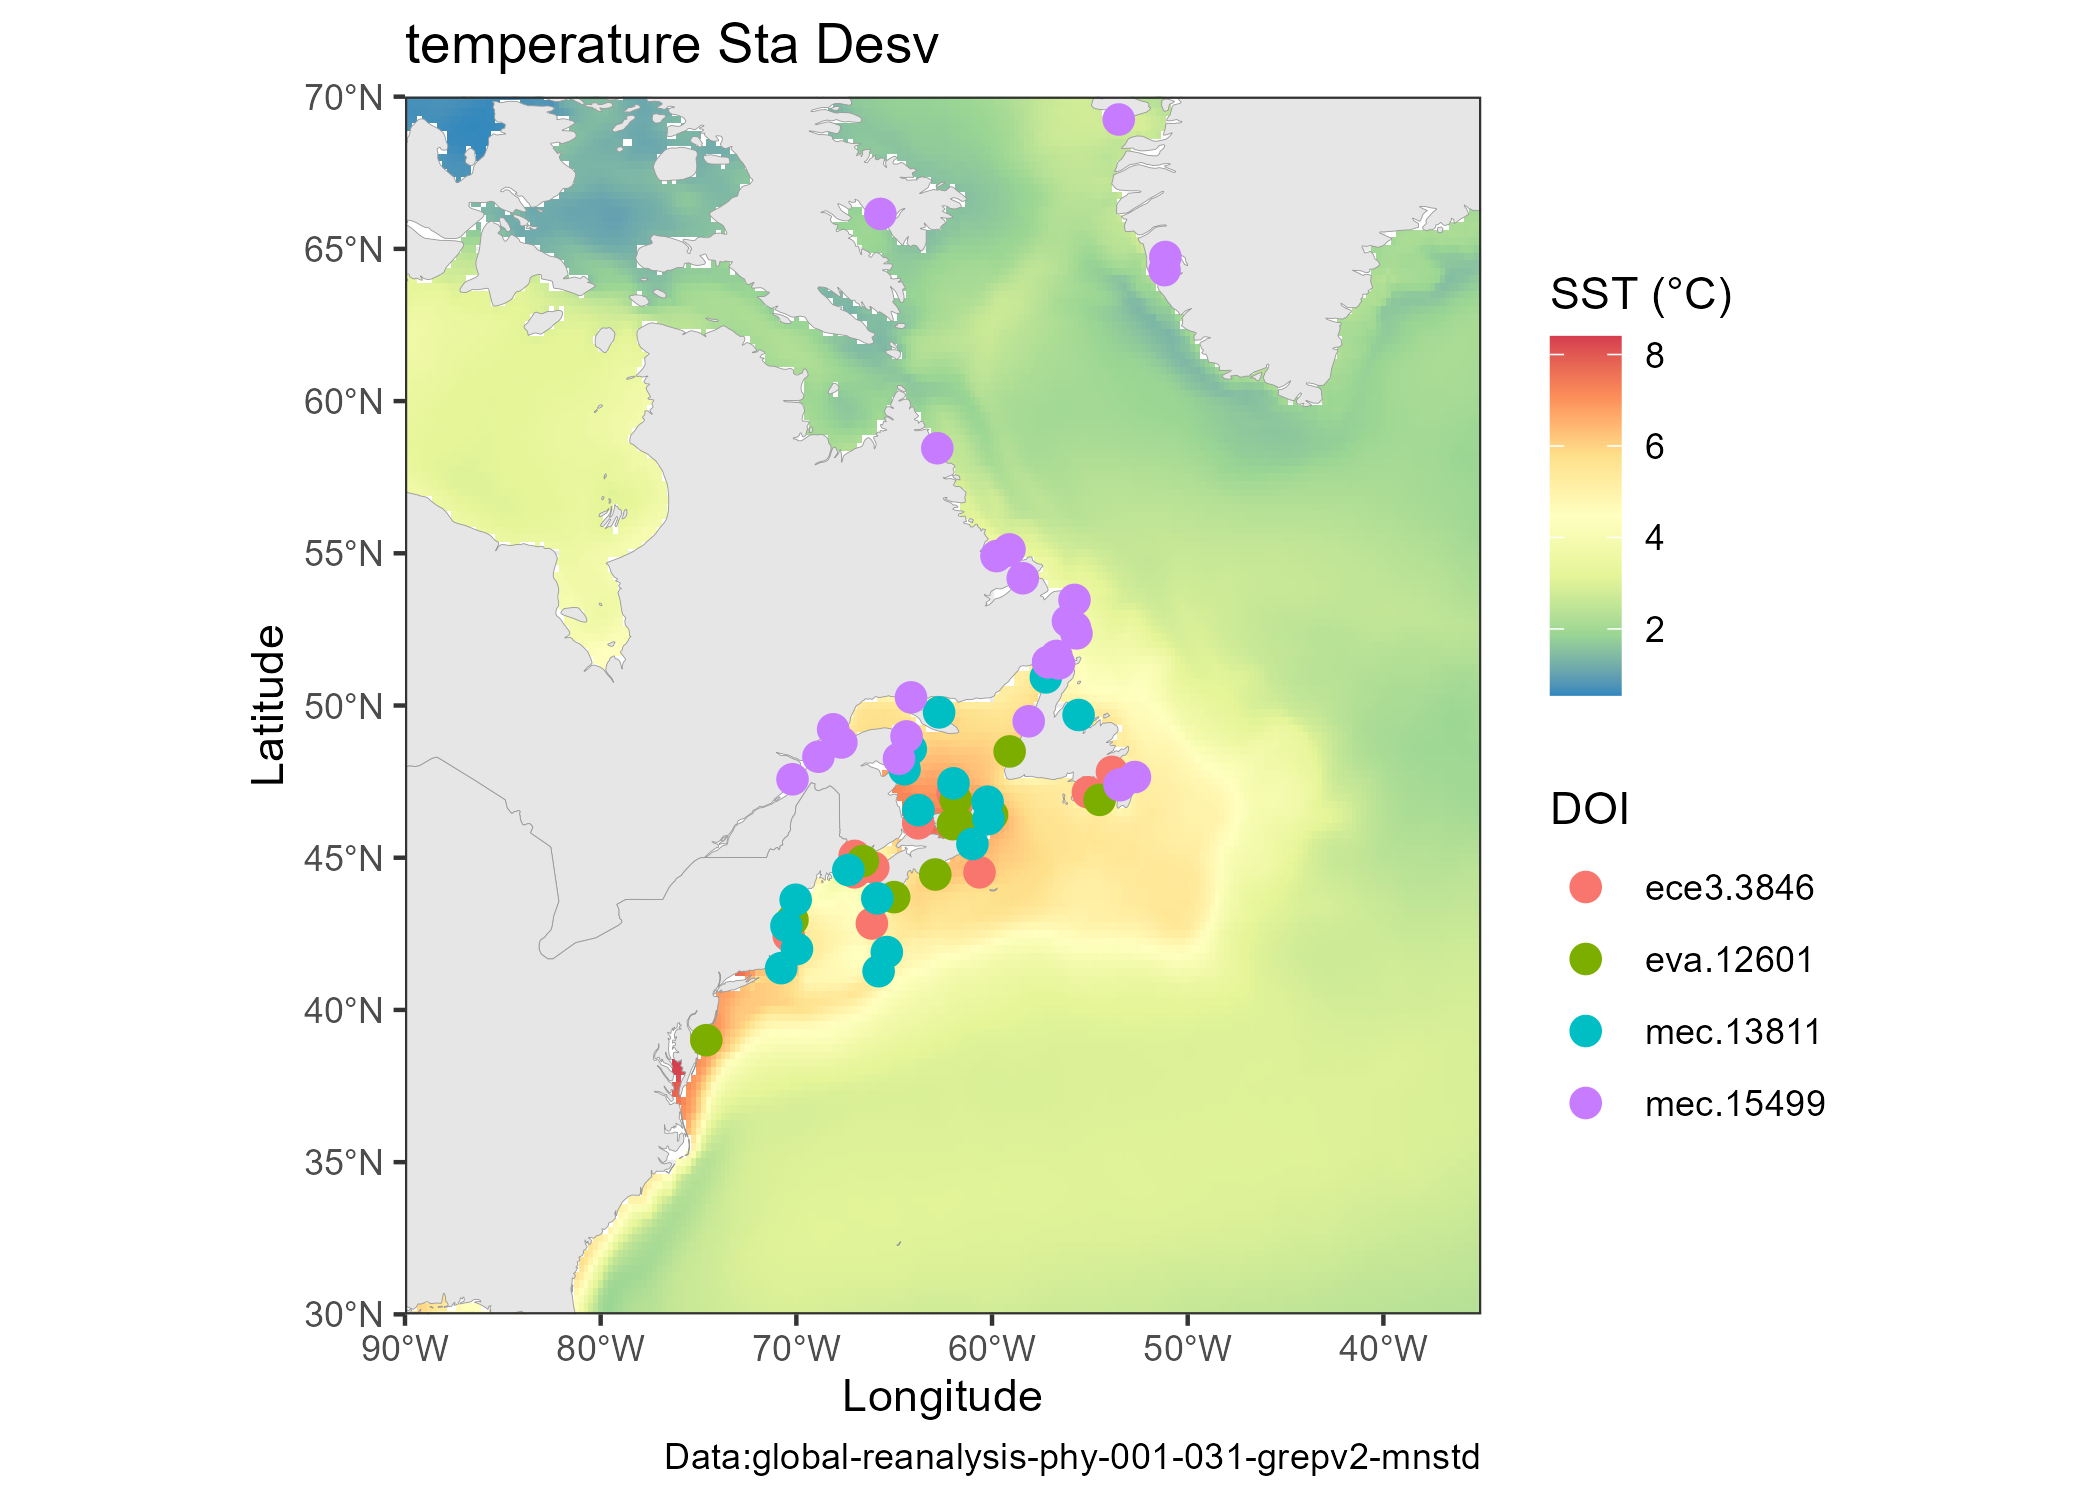 temperature Sta Desv
70°N
65°N
60°N
55°N
50°N
45°N
40°N
35°N
30°N
Latitude
90°W 80°W 70°W 60°W 50°W 40°W
Longitude
Data:global-reanalysis-phy-001-031-grepv2-mnstd
SST (°C)
8
6
4
2
DOI
ece3.3846
eva.12601
mec.13811
mec.15499